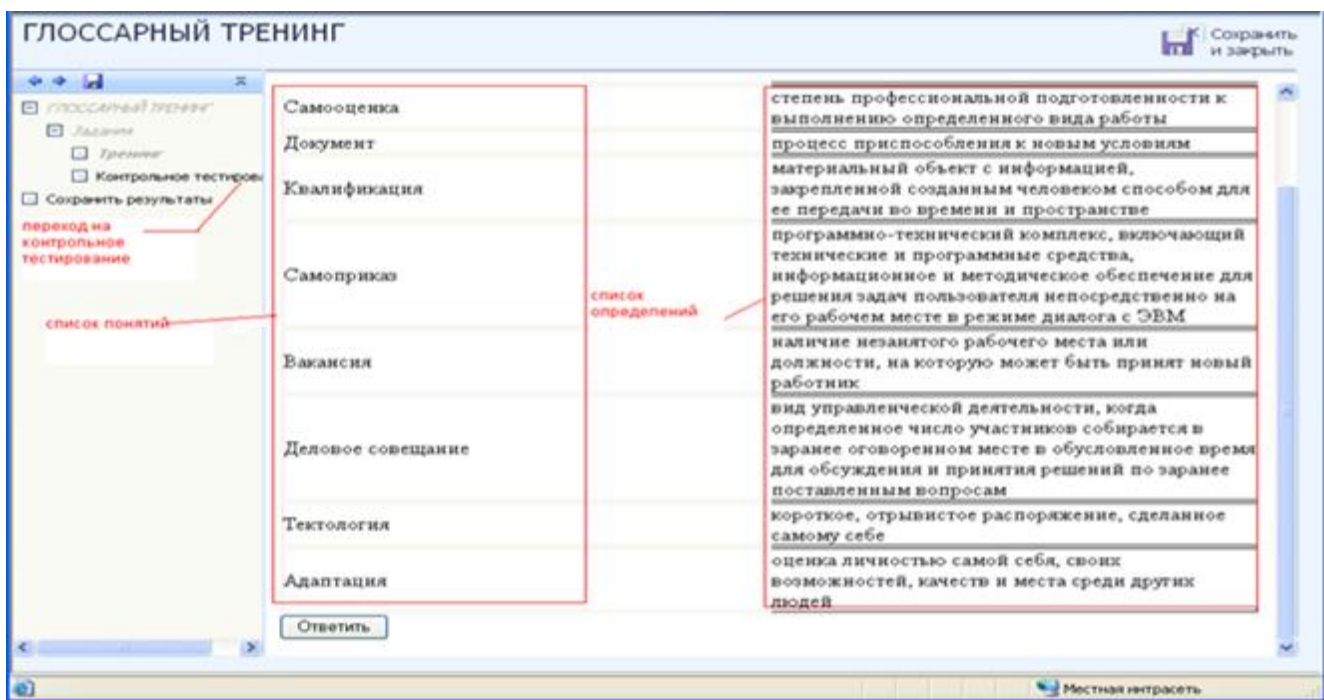 ГЛОССАРНЫЙ ТРЕНИНГ
Сохранить
и закрыть
ГЛОССАРНЫЙ ТРЕНИНГ
Задания
Тренинг
Контрольное тестирова
Сохранить результаты
переход на
контрольное
тестирование
список понятий
Самооценка
Документ
Квалификация
Самоприказ
Вакансия
Деловое совещание
Тектология
Адаптация
список
определений
степень профессиональной подготовленности к
выполнению определенного вида работы
процесс приспособления к новым условиям
материальный объект с информацией,
закрепленной созданным человеком способом для
ее передачи во времени и пространстве
программно-технический комплекс, включающий
технические и программные средства,
информационное и методическое обеспечение для
решения задач пользователя непосредственно на
его рабочем месте в режиме диалога с ЭВМ
наличие незанятого рабочего места или
должности, на которую может быть принят новый
работник
вид управленческой деятельности, когда
определенное число участников собирается в
заранее оговоренном месте в обусловленное время
для обсуждения и принятия решений по заранее
поставленным вопросам
короткое, отрывистое распоряжение, сделанное
самому себе
оценка личностью самой себя, своих
возможностей, качеств и места среди других
людей
Ответить
Местная интрасеть